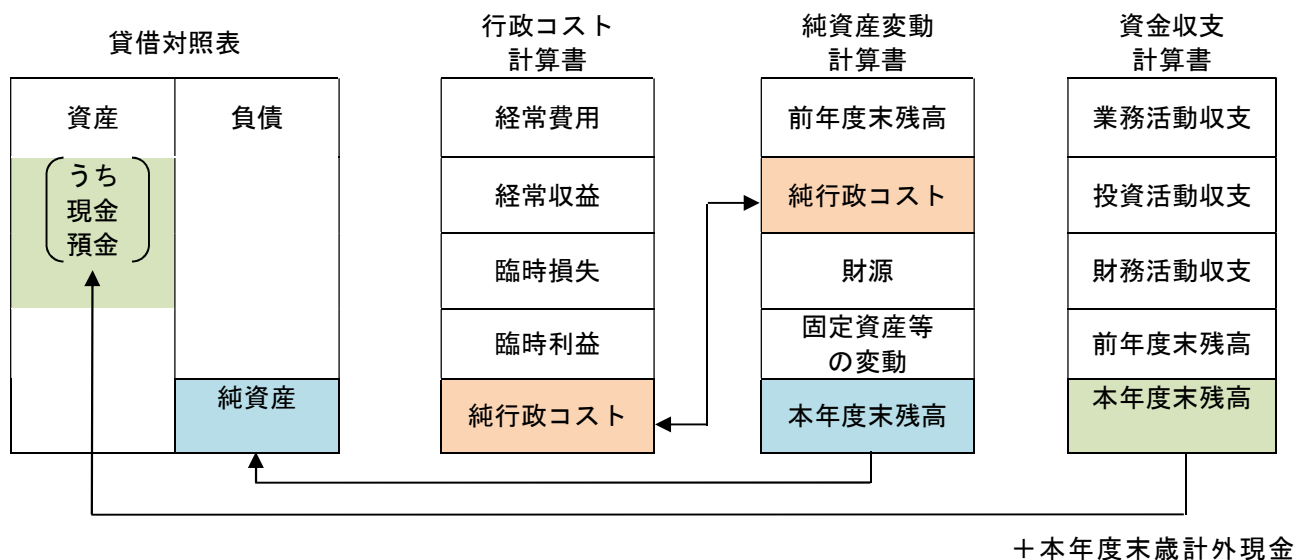 貸借対照表
資産
負債
うち
現金
預金
純資産
行政コスト
計算書
経常費用
経常収益
臨時損失
臨時利益
純行政コスト
純資産変動
計算書
前年度末残高
純行政コスト
財源
固定資産等
の変動
本年度末残高
資金収支
計算書
業務活動収支
投資活動収支
財務活動収支
前年度末残高
本年度末残高
＋本年度末歳計外現金